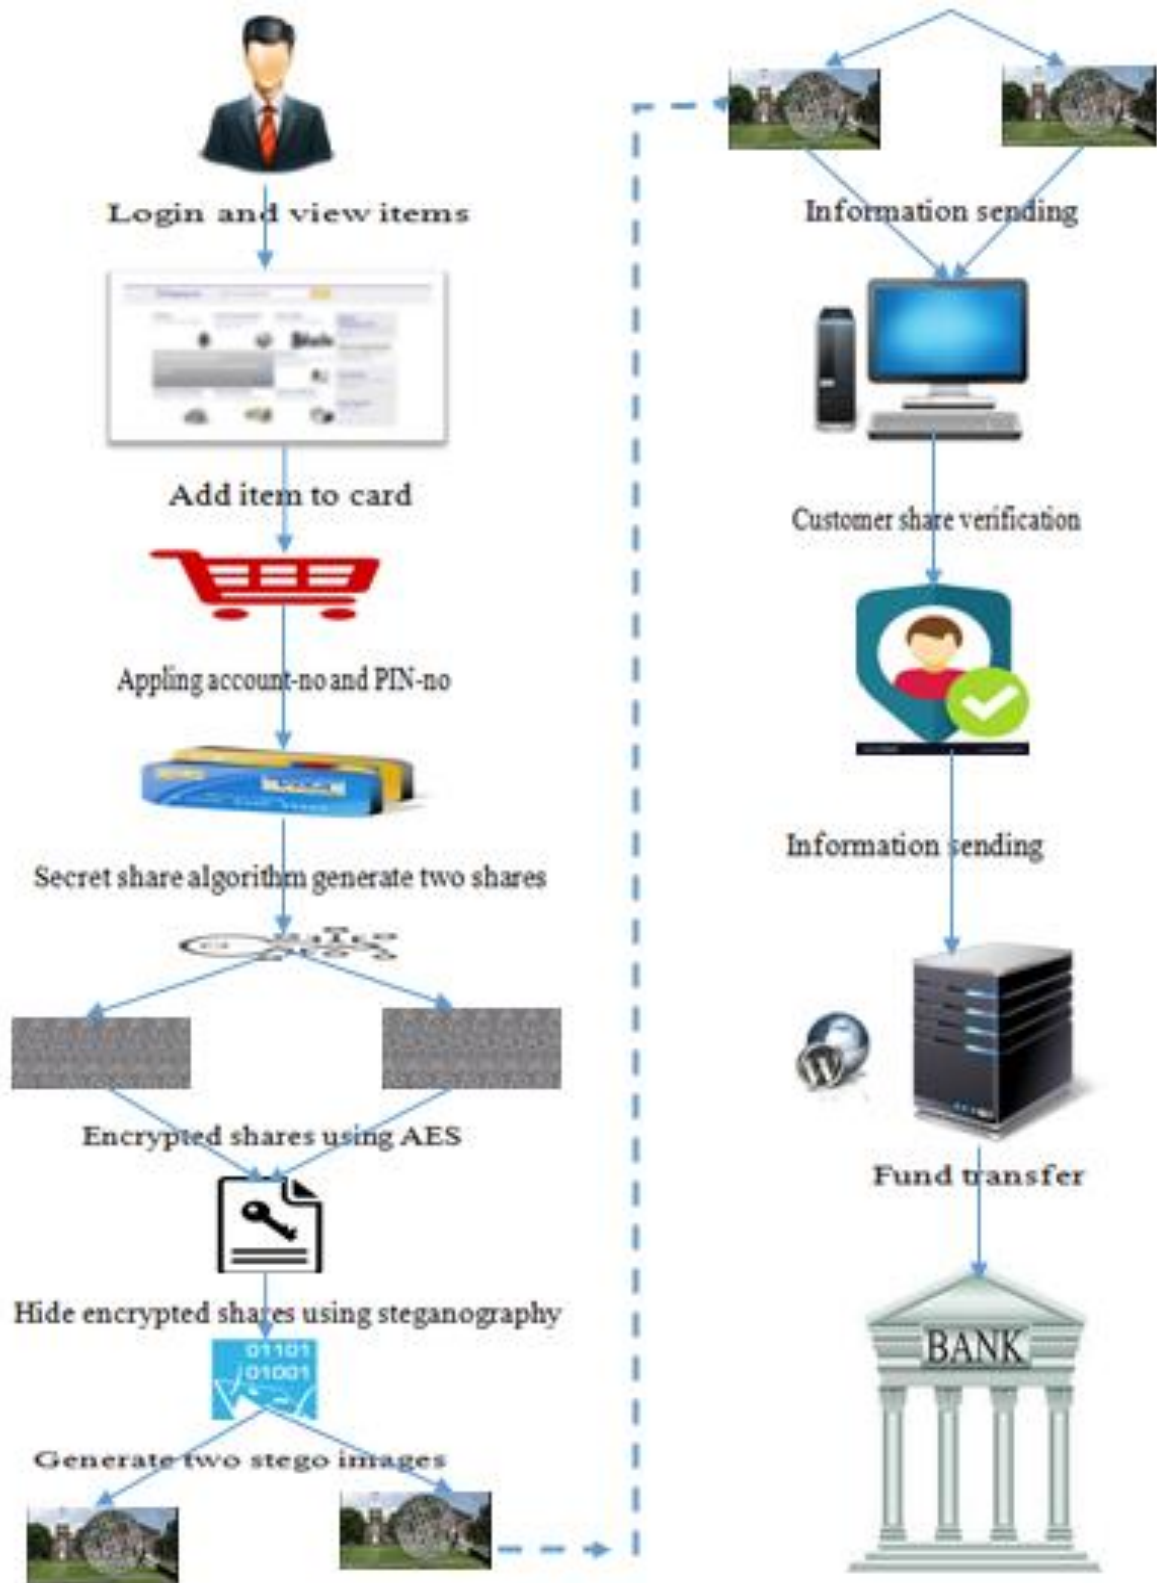 Login and view items
Add item to card
Appling account-no and PIN-no
Secret share algorithm generate two shares
Encrypted shares using AES
Hide encrypted shares using steganography
01101
01001
Generate two stego images
Information sending
Customer share verification
Information sending
W
Fund transfer
BANK